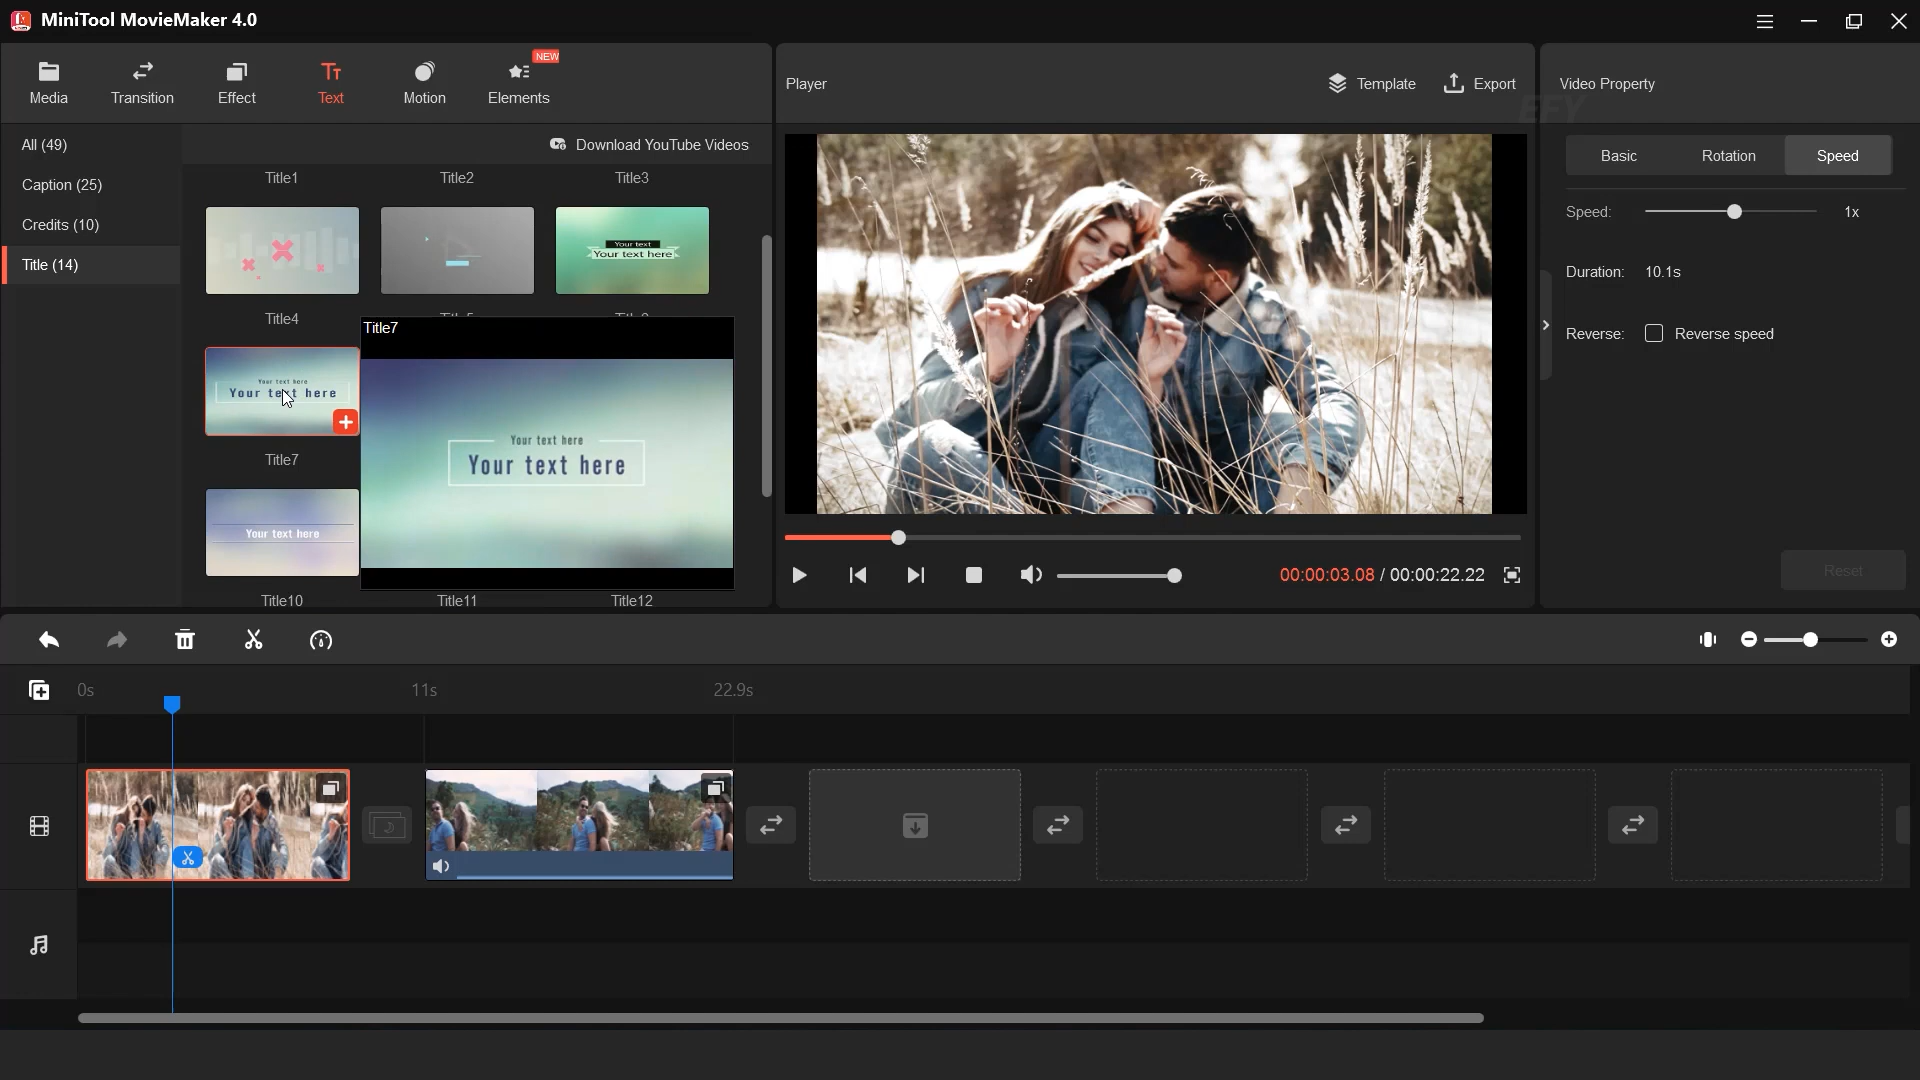 MiniTool MovieMaker 4.0
NEW
Media
Transition
Effect
Text
Motion
Elements
Player
Template
Export
Video Property
EFY
All (49)
Caption (25)
Credits (10)
Title (14)
Download YouTube Videos
Title1
Title2
Title3
Your text
Your text here
Title4
Title7
Your text here
Your text here
Title7
Your text here
Your text here
Your text here
Title10
Title11
Title12
Basic
Rotation
Speed
Speed:
1x
Duration:
10.1s
Reverse:
Reverse speed
Reset
00:00:03.08 / 00:00:22.22
0s
11s
22.9s